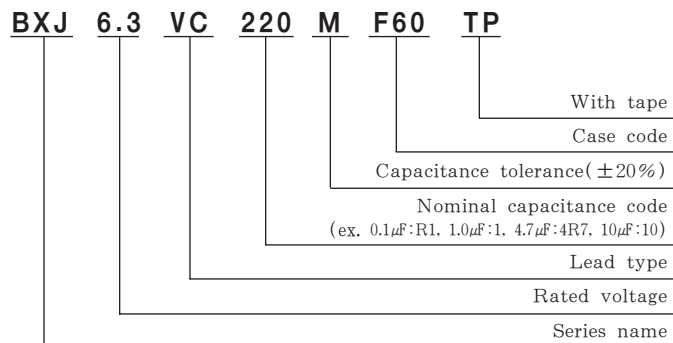 BXJ 6.3 VC 220 M F60 TP
With tape
Case code
Capacitance tolerance(±20%)
Nominal capacitance code
(ex. 0.1µF:R1, 1.0µF:1, 4.7µF:4R7, 10µF:10)
Lead type
Rated voltage
Series name